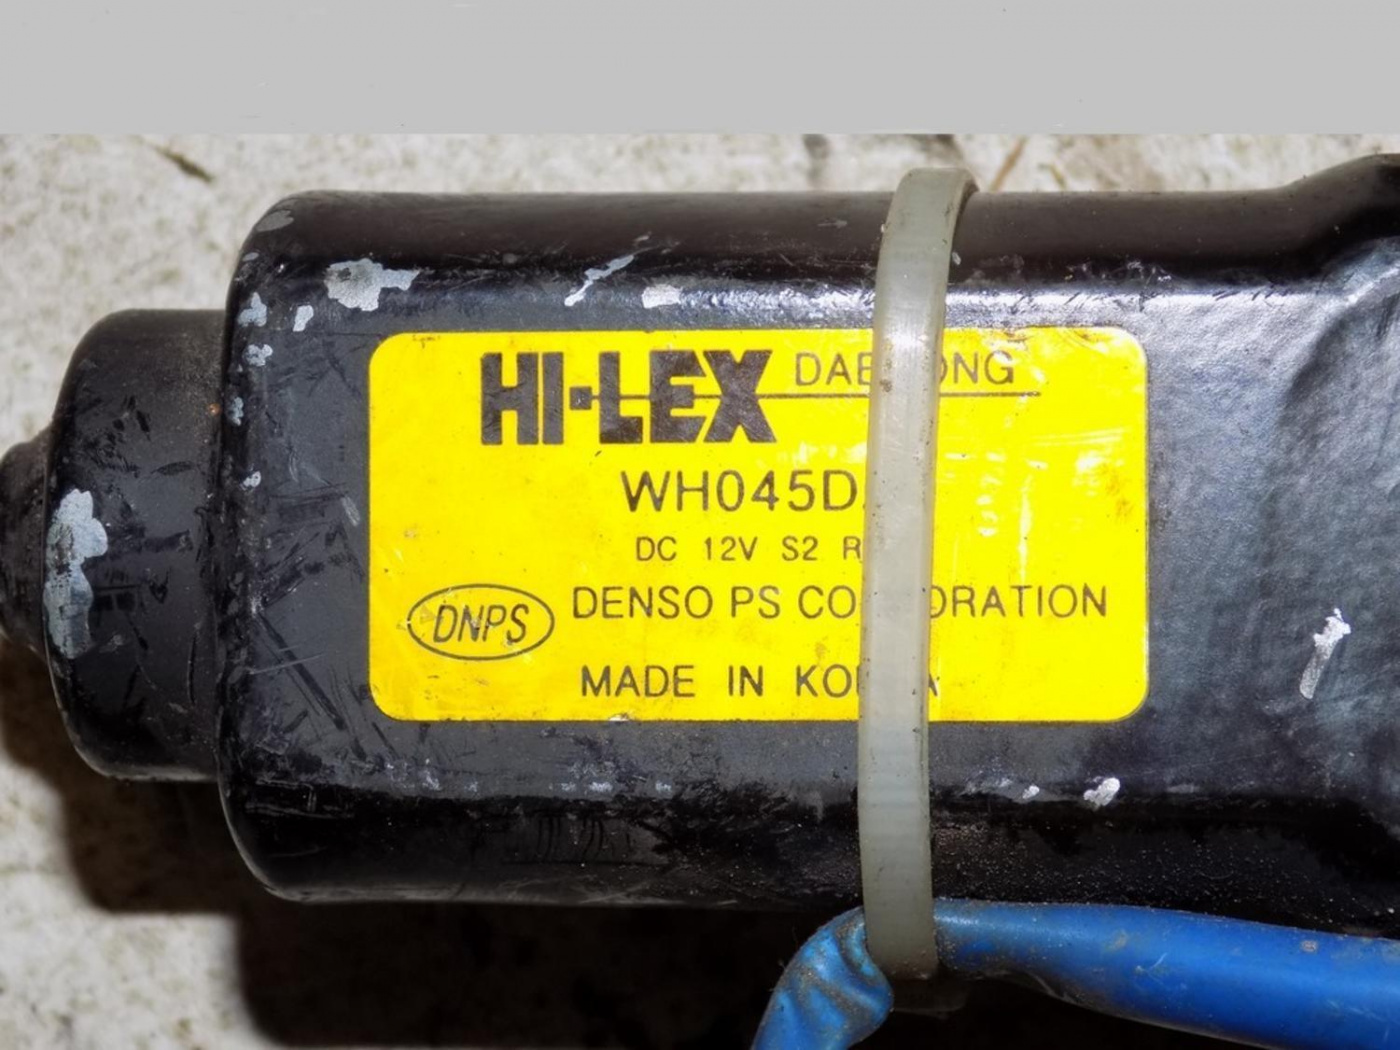 HI-LEX
WH045D
DC 12V S2
DNPS
DENSO PS
MADE IN